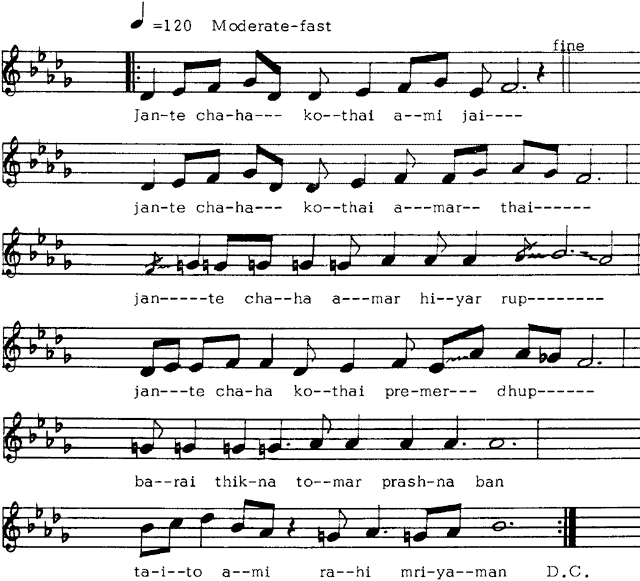 =120 Moderate-fast
fine
Jan-te cha-ha--- ko--thai a--mi jai----
jan-te cha-ha--- ko--thai a-mar-- thai------
jan-----te cha--ha a---mar hi--yar rup--------
jan---te cha-ha ko--thai pre-mer--- dhup------
ba--rai thik-na to--mar prash-na ban
ta-i--to a--mi ra--hi mri-ya--man D.C.